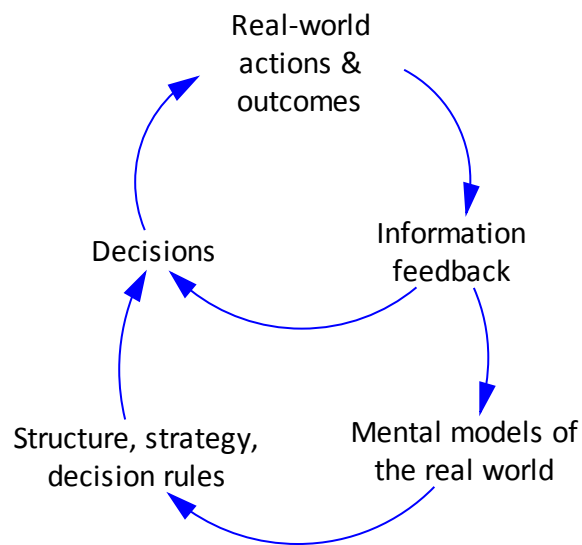 Real-world
actions &
outcomes
Decisions
Information
feedback
Structure, strategy,
decision rules
Mental models of
the real world